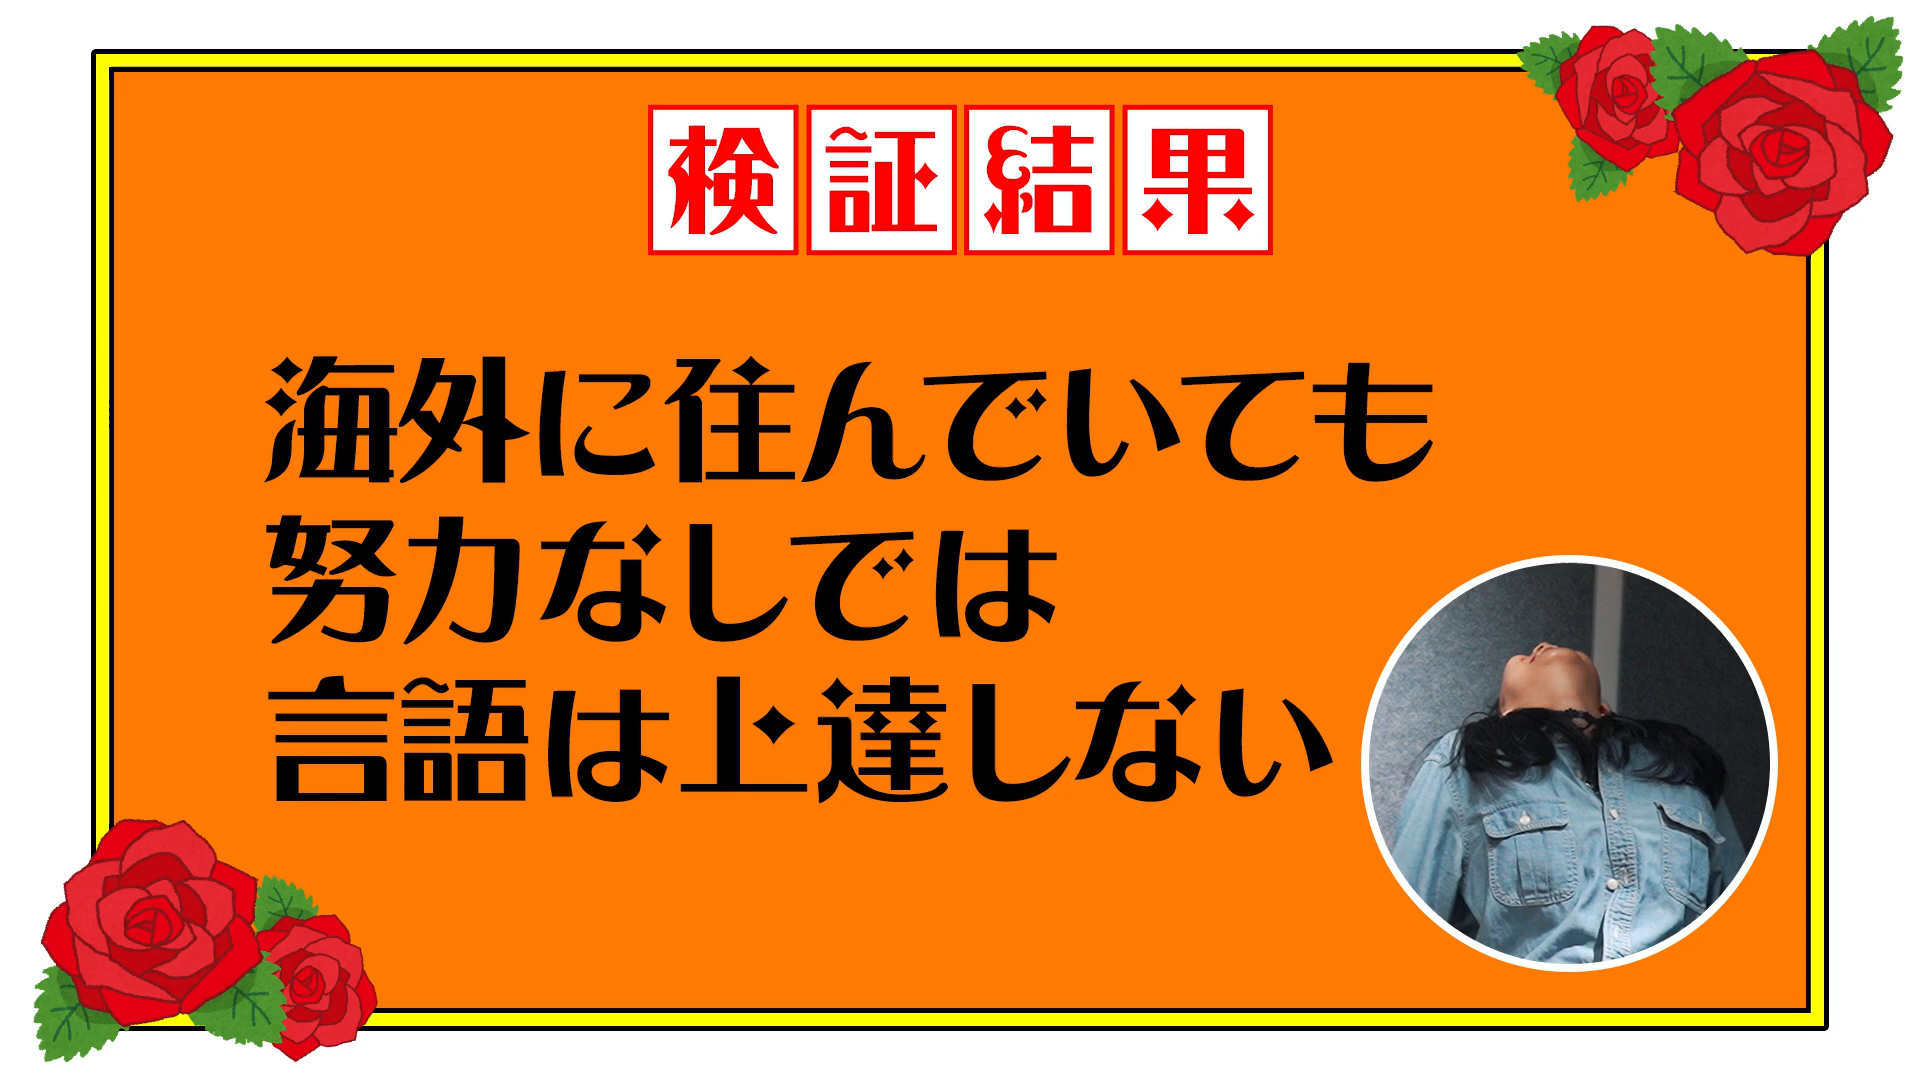 検証結果
海外に住んでいても
努力なしでは
言語は上達しない